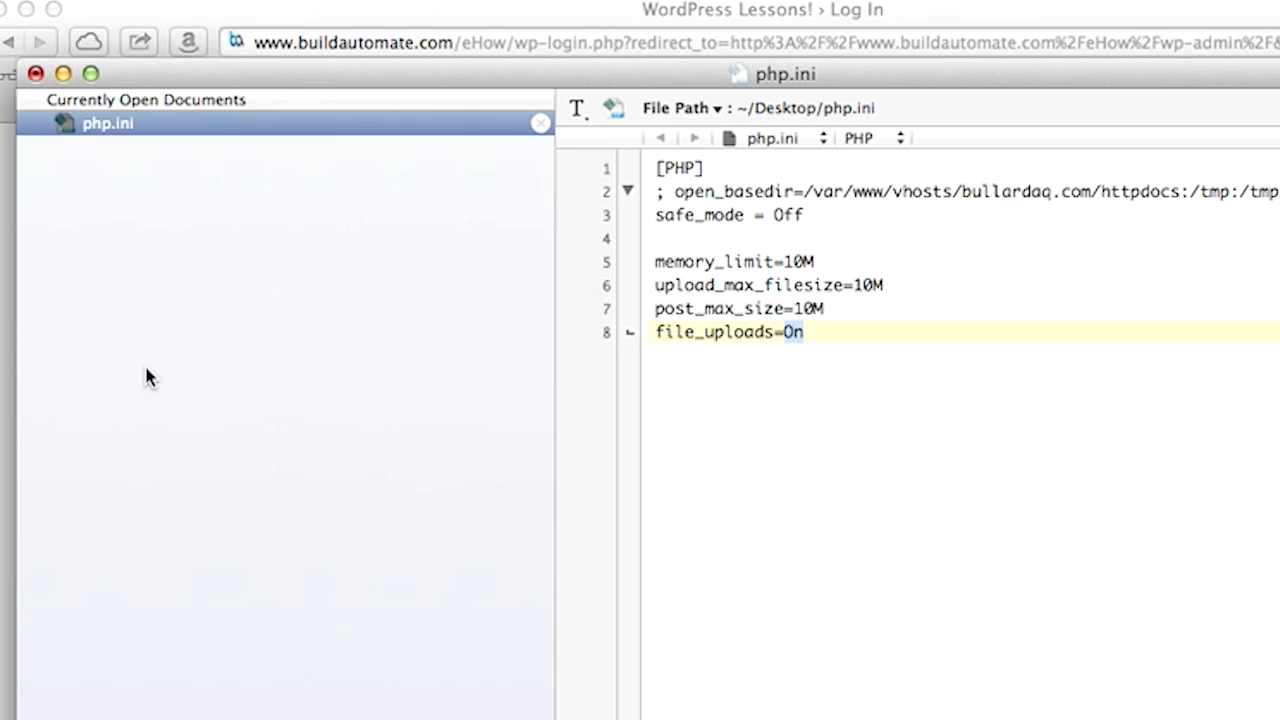 WordPress Lessons! › Log In
www.buildautomate.com/eHow/wp-login.php?redirect_to=http%3A%2F%2Fwww.buildautomate.com%2FeHow%2Fwp-admin%2F&
php.ini
Currently Open Documents
php.ini
File Path ▾ : ~/Desktop/php.ini
php.ini PHP
1 [PHP]
2 ; open_basedir=/var/www/vhosts/bullardaq.com/httpdocs:/tmp:/tmp
3 safe_mode = Off
4
5 memory_limit=10M
6 upload_max_filesize=10M
7 post_max_size=10M
8 file_uploads=On